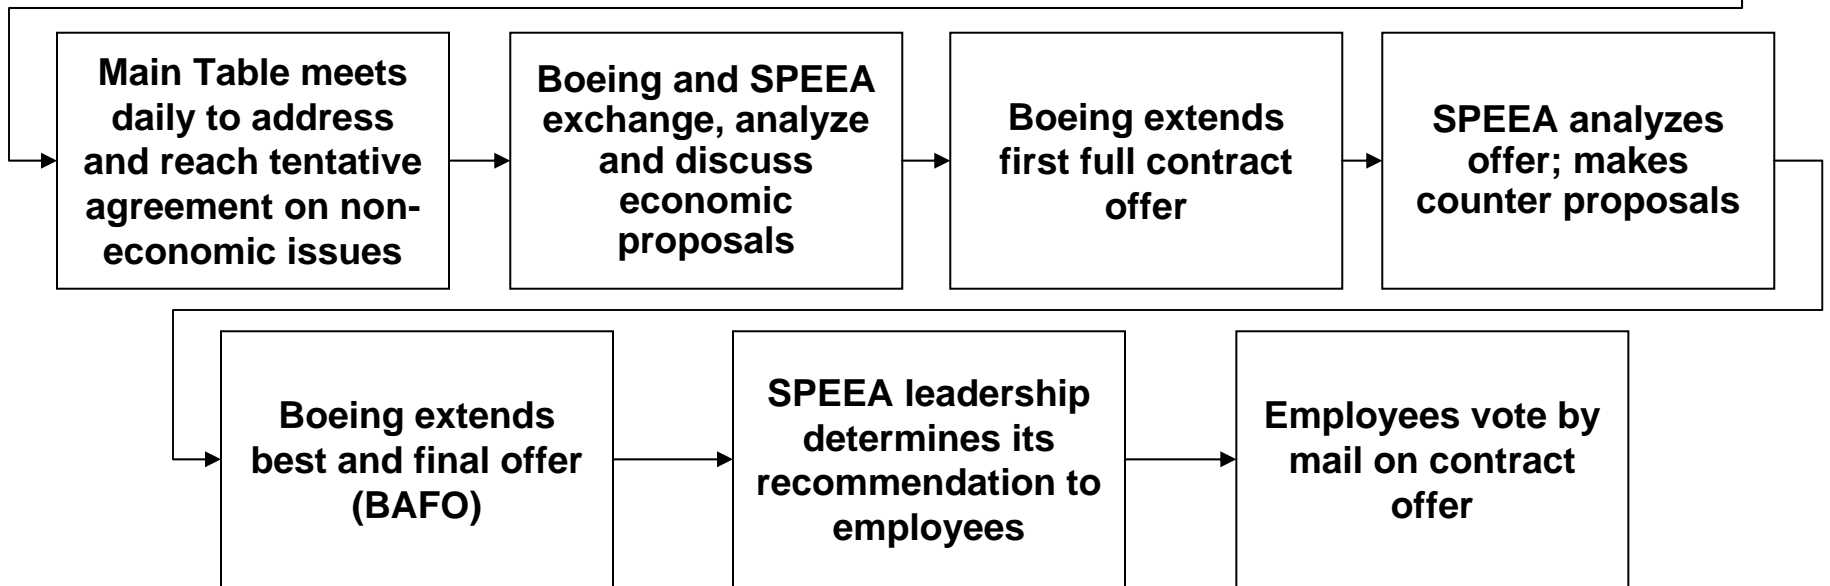 Main Table meets
daily to address
and reach tentative
agreement on non-
economic issues
Boeing and SPEEA
exchange, analyze
and discuss
economic
proposals
Boeing extends
first full contract
offer
SPEEA analyzes
offer; makes
counter proposals
Boeing extends
best and final offer
(BAFO)
SPEEA leadership
determines its
recommendation to
employees
Employees vote by
mail on contract
offer